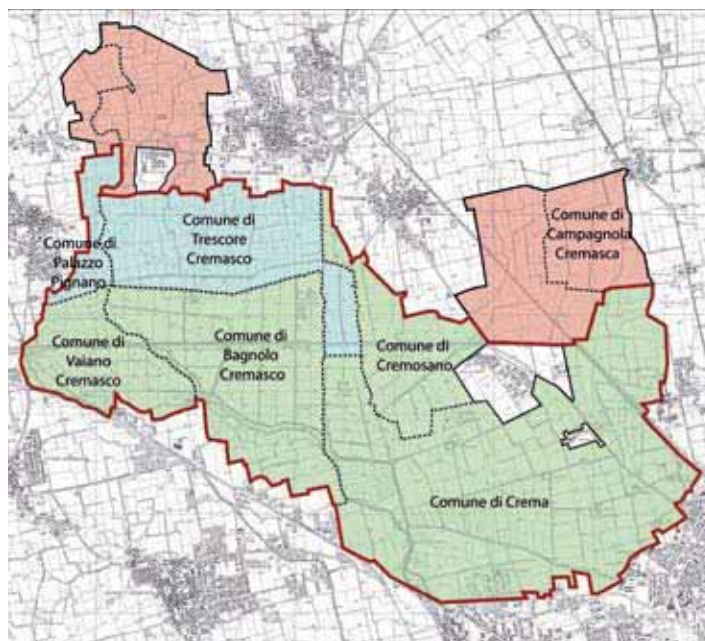 Comune di
Trescore
Cremasco
Comune di
Campagnola
Cremasca
Comune di
Palazzo
Pignano
Comune di
Vaiano
Cremasco
Comune di
Bagnolo
Cremasco
Comune di
Cremosano
Comune di Crema